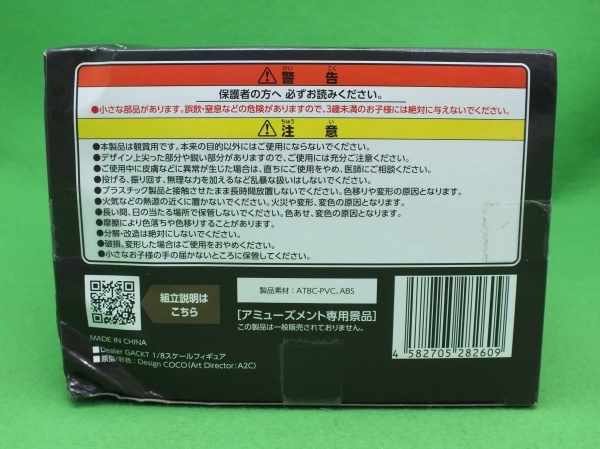 警告
けい こく
保護者の方へ 必ずお読みください。
●小さな部品があります。誤飲・窒息などの危険がありますので、3歳未満のお子様には絶対に与えないでください。
注意
ちゅう い
●本製品は観賞用です。本来の目的以外にはご使用にならないでください。
●デザイン上尖った部分や鋭い部分がありますので、ご使用には充分ご注意ください。
●ご使用中に皮膚などに異常が生じた場合は、直ちにご使用をやめ、医師にご相談ください。
●投げる、振り回す、無理な力を加えるなど乱暴な扱いはしないでください。
●プラスチック製品と接触させたまま長時間放置しないでください。色移りや変形の原因となります。
●火気などの熱源の近くに置かないでください。火災や変形、変色の原因となります。
●長い間、日の当たる場所で保管しないでください。色あせ、変色の原因となります。
●摩擦により色落ちや色移りすることがあります。
●分解・改造は絶対にしないでください。
●破損、変形した場合はご使用をおやめください。
●小さなお子様の手の届かないところに保管してください。
組立説明は
こちら
製品素材：ATBC-PVC、ABS
[アミューズメント専用景品]
この製品は一般販売されておりません。
4 582705 282609
MADE IN CHINA
●Dealer GACKT 1/8スケールフィギュア
●原型/彩色：Design COCO(Art Director:A2C)